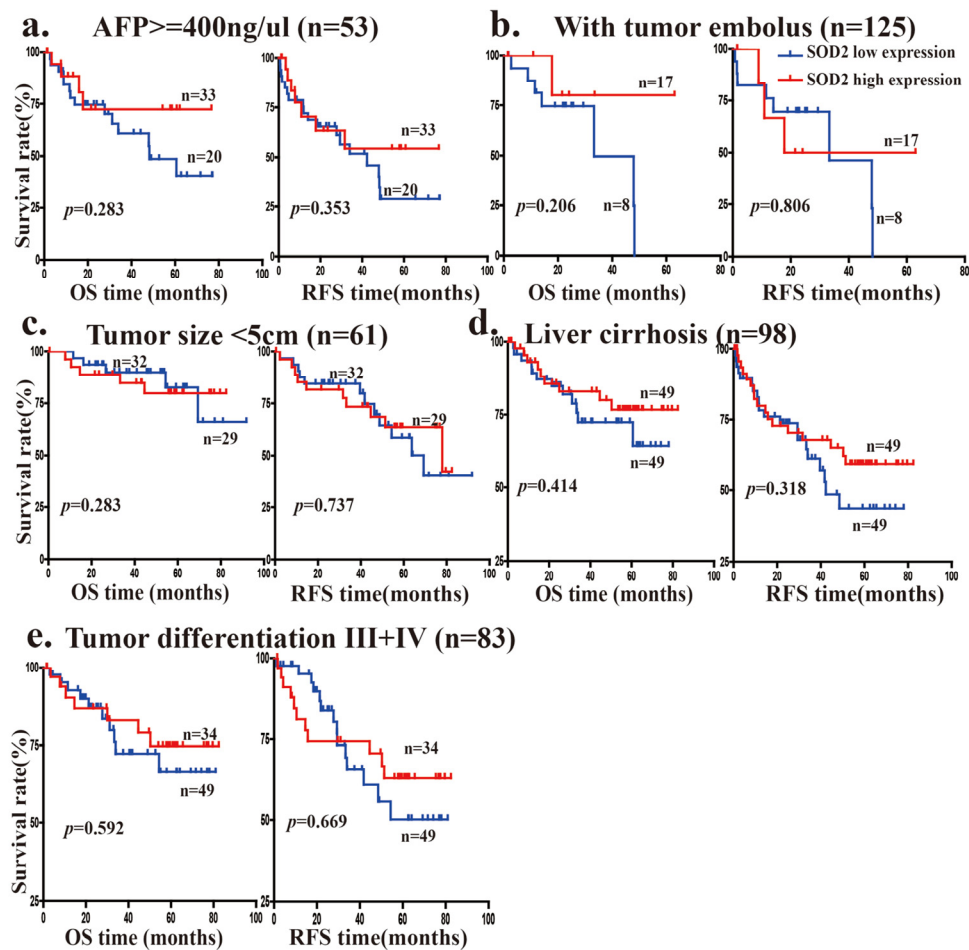 a. AFP>=400ng/ul (n=53)
b. With tumor embolus (n=125)
SOD2 low expression
SOD2 high expression
Survival rate(%)
100
75
50
25
0
n=33
n=20
p=0.283
0 20 40 60 80 100
OS time (months)
100
75
50
25
0
n=33
n=20
p=0.353
0 20 40 60 80 100
RFS time(months)
100
75
50
25
0
n=17
n=8
p=0.206
0 20 40 60 80
OS time (months)
100
75
50
25
0
n=17
n=8
p=0.806
0 20 40 60 80
RFS time(months)
c. Tumor size <5cm (n=61)
d. Liver cirrhosis (n=98)
Survival rate(%)
100
75
50
25
0
n=32
n=29
p=0.283
0 20 40 60 80 100
OS time (months)
100
75
50
25
0
n=32
n=29
p=0.737
0 20 40 60 80 100
RFS time(months)
100
75
50
25
n=49
n=49
p=0.414
0 20 40 60 80 100
OS time (months)
100
75
50
25
n=49
n=49
p=0.318
0 20 40 60 80 100
RFS time(months)
e. Tumor differentiation III+IV (n=83)
Survival rate(%)
100
75
50
25
n=34
n=49
p=0.592
0 20 40 60 80 100
OS time (months)
100
75
50
25
n=34
n=49
p=0.669
0 20 40 60 80 100
RFS time(months)